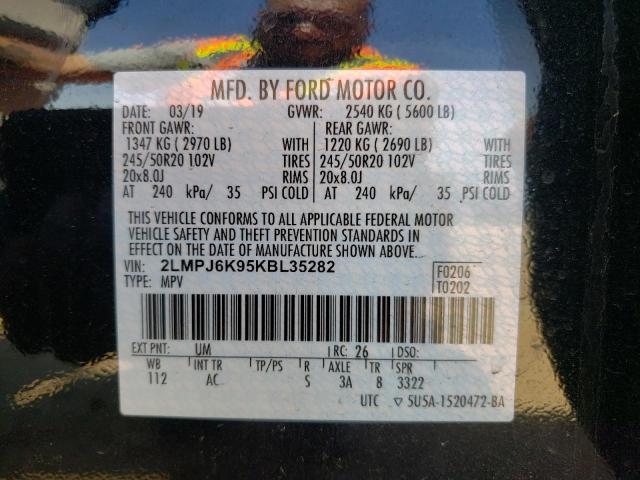 MFD. BY FORD MOTOR CO.
DATE: 03/19 GVWR: 2540 KG ( 5600 LB)
FRONT GAWR: REAR GAWR:
1347 KG ( 2970 LB) WITH 1220 KG ( 2690 LB) WITH
245/50R20 102V TIRES 245/50R20 102V TIRES
20x8.0J RIMS 20x8.0J RIMS
AT 240 kPa/ 35 PSI COLD AT 240 kPa/ 35 PSI COLD
THIS VEHICLE CONFORMS TO ALL APPLICABLE FEDERAL MOTOR
VEHICLE SAFETY AND THEFT PREVENTION STANDARDS IN
EFFECT ON THE DATE OF MANUFACTURE SHOWN ABOVE..
VIN: 2LMPJ6K95KBL35282 F0206
TYPE: MPV T0202
EXT PNT: UM RC: 26 DSO:
WB INT TR TP/PS R AXLE TR SPR
112 AC S 3A 8 3322
UTC ▽ 5U5A-1520472-BA